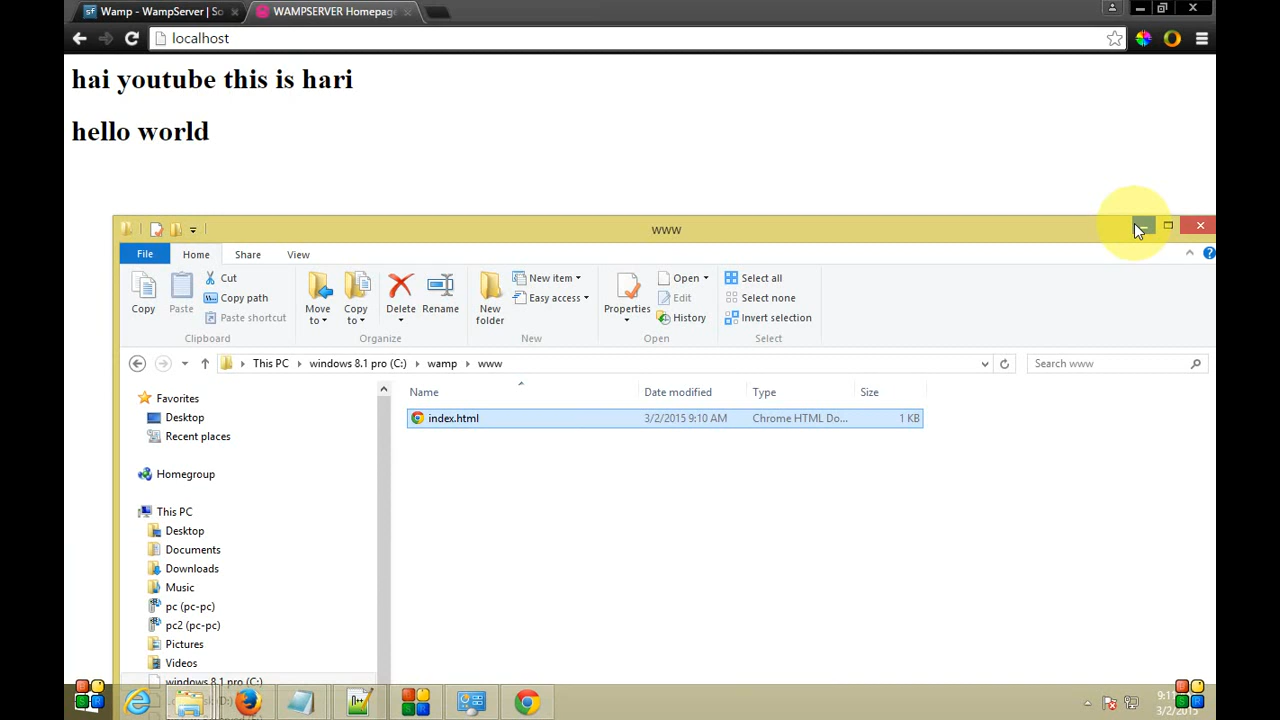 Wamp - WampServer | So
WAMPSERVER Homepage
localhost
hai youtube this is hari
hello world
www
File Home Share View
Copy
Paste
Cut
Copy path
Paste shortcut
Clipboard
Move to
Copy to
Delete
Rename
Organize
New folder
New item
Easy access
New
Properties
Open
Edit
History
Open
Select all
Select none
Invert selection
Select
This PC windows 8.1 pro (C:) wamp www
Search www
Name Date modified Type Size
index.html 3/2/2015 9:10 AM Chrome HTML Do... 1 KB
Favorites
Desktop
Recent places
Homegroup
This PC
Desktop
Documents
Downloads
Music
pc (pc-pc)
pc2 (pc-pc)
Pictures
Videos
windows 8.1 pro (C:)